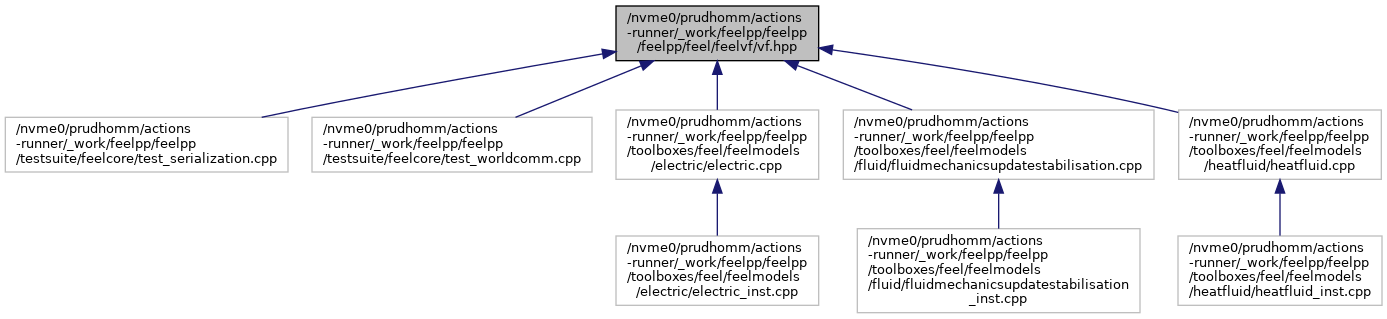 /nvme0/prudhomm/actions
-runner/_work/feelpp/feelpp
/feelpp/feel/feelvf/vf.hpp
/nvme0/prudhomm/actions
-runner/_work/feelpp/feelpp
/testsuite/feelcore/test_serialization.cpp
/nvme0/prudhomm/actions
-runner/_work/feelpp/feelpp
/testsuite/feelcore/test_worldcomm.cpp
/nvme0/prudhomm/actions
-runner/_work/feelpp/feelpp
/toolboxes/feel/feelmodels
/electric/electric.cpp
/nvme0/prudhomm/actions
-runner/_work/feelpp/feelpp
/toolboxes/feel/feelmodels
/fluid/fluidmechanicsupdatestabilisation.cpp
/nvme0/prudhomm/actions
-runner/_work/feelpp/feelpp
/toolboxes/feel/feelmodels
/heatfluid/heatfluid.cpp
/nvme0/prudhomm/actions
-runner/_work/feelpp/feelpp
/toolboxes/feel/feelmodels
/electric/electric_inst.cpp
/nvme0/prudhomm/actions
-runner/_work/feelpp/feelpp
/toolboxes/feel/feelmodels
/fluid/fluidmechanicsupdatestabilisation
_inst.cpp
/nvme0/prudhomm/actions
-runner/_work/feelpp/feelpp
/toolboxes/feel/feelmodels
/heatfluid/heatfluid_inst.cpp